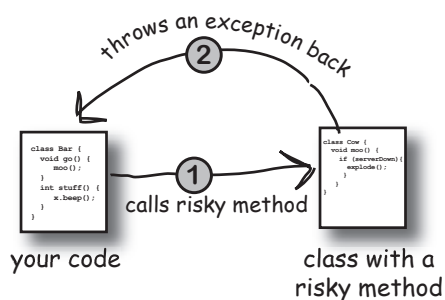 throws an exception back
2
class Bar {
void go() {
moo();
}
int stuff() {
x.beep();
}
}
1
calls risky method
your code
class Cow {
void moo() {
if (serverDown){
explode();
}
}
}
class with a
risky method